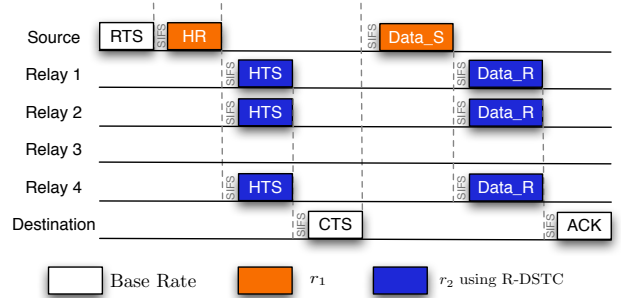 Source RTS SIFS HR SIFS Data_S
Relay 1 SIFS HTS SIFS Data_R
Relay 2 SIFS HTS SIFS Data_R
Relay 3
Relay 4 SIFS HTS SIFS Data_R
Destination SIFS CTS SIFS ACK
Base Rate r1 r2 using R-DSTC